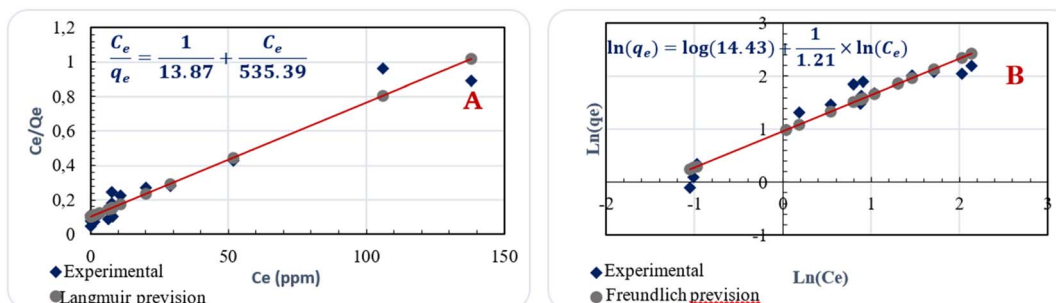 1,2
1
0,8
0,6
0,4
0,2
0
Ce/Qe
C_e/q_e = 1/13.87 + C_e/535.39
A
0 50 100 150
Ce (ppm)
Experimental
Langmuir prevision
3
2
1
0
-1
Ln(qe)
ln(q_e) = log(14.43) + 1/1.21 × ln(C_e)
B
-2 -1 0 1 2 3
Ln(Ce)
Experimental
Freundlich prevision